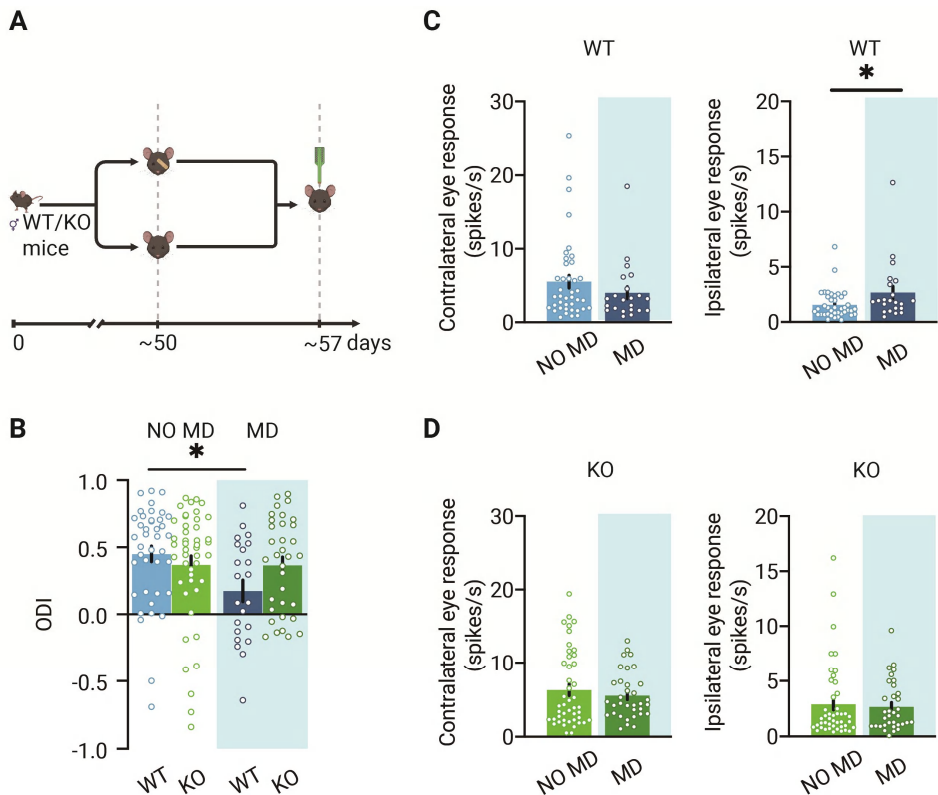 A
⚥ WT/KO
mice
0
~50
~57 days
B
NO MD
MD
*
ODI
1.0
0.5
0.0
-0.5
-1.0
WT
KO
WT
KO
C
WT
Contralateral eye response
(spikes/s)
30
20
10
0
NO MD
MD
WT
*
Ipsilateral eye response
(spikes/s)
20
15
10
5
0
NO MD
MD
D
KO
Contralateral eye response
(spikes/s)
30
20
10
0
NO MD
MD
KO
Ipsilateral eye response
(spikes/s)
20
15
10
5
0
NO MD
MD